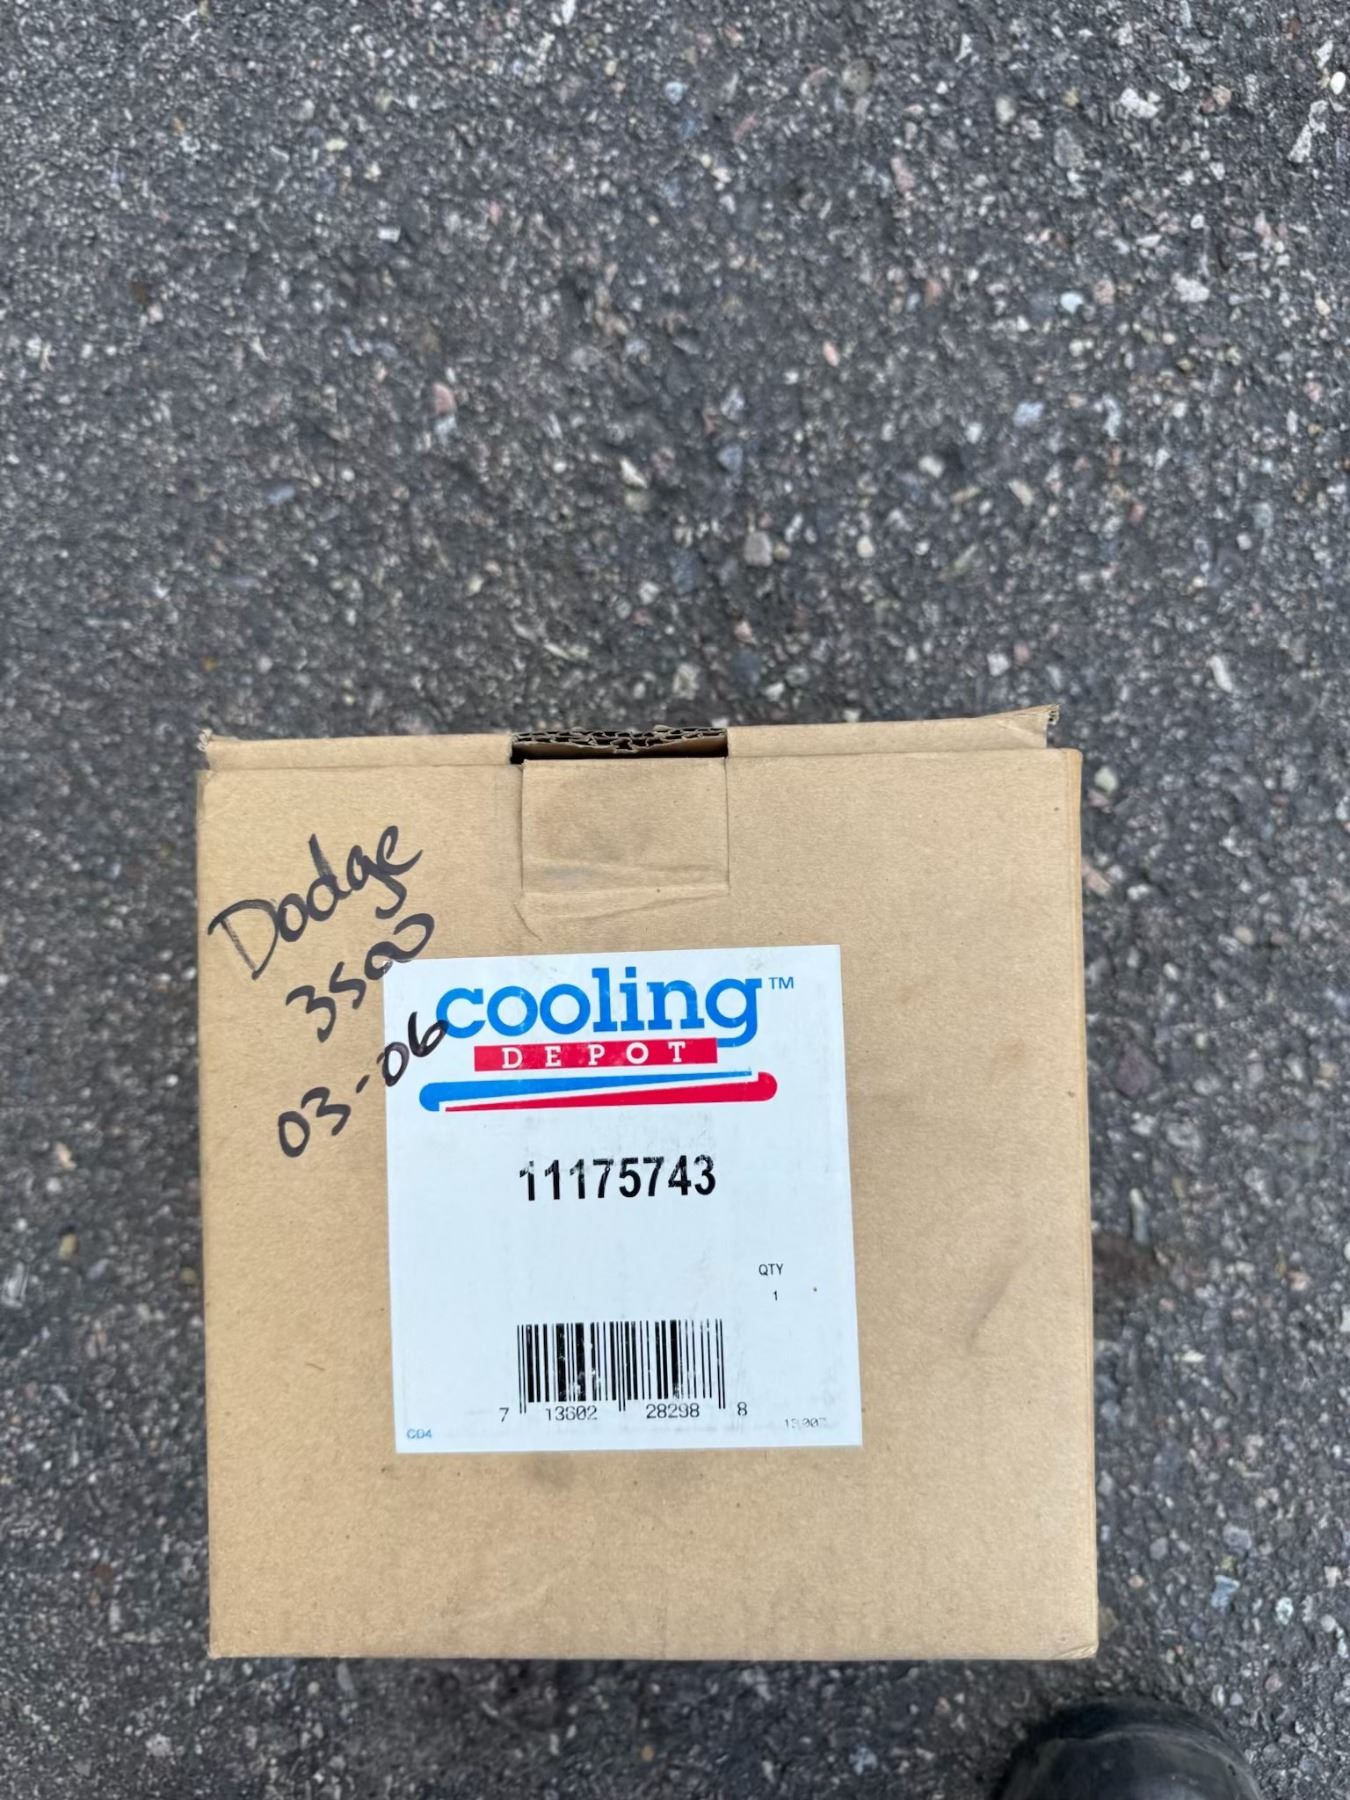 Dodge
3500
03-06
cooling™
DEPOT
11175743
QTY
1
7 13602 28298 8
CD4